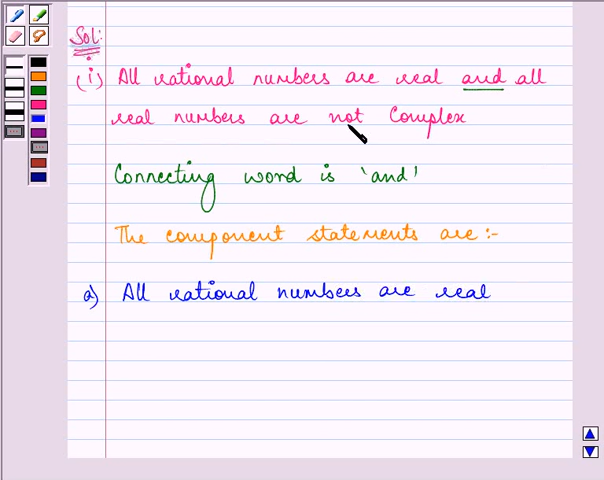 Sol:
(i) All rational numbers are real and all
real numbers are not Complex
Connecting word is 'and'
The component statements are :-
a) All rational numbers are real